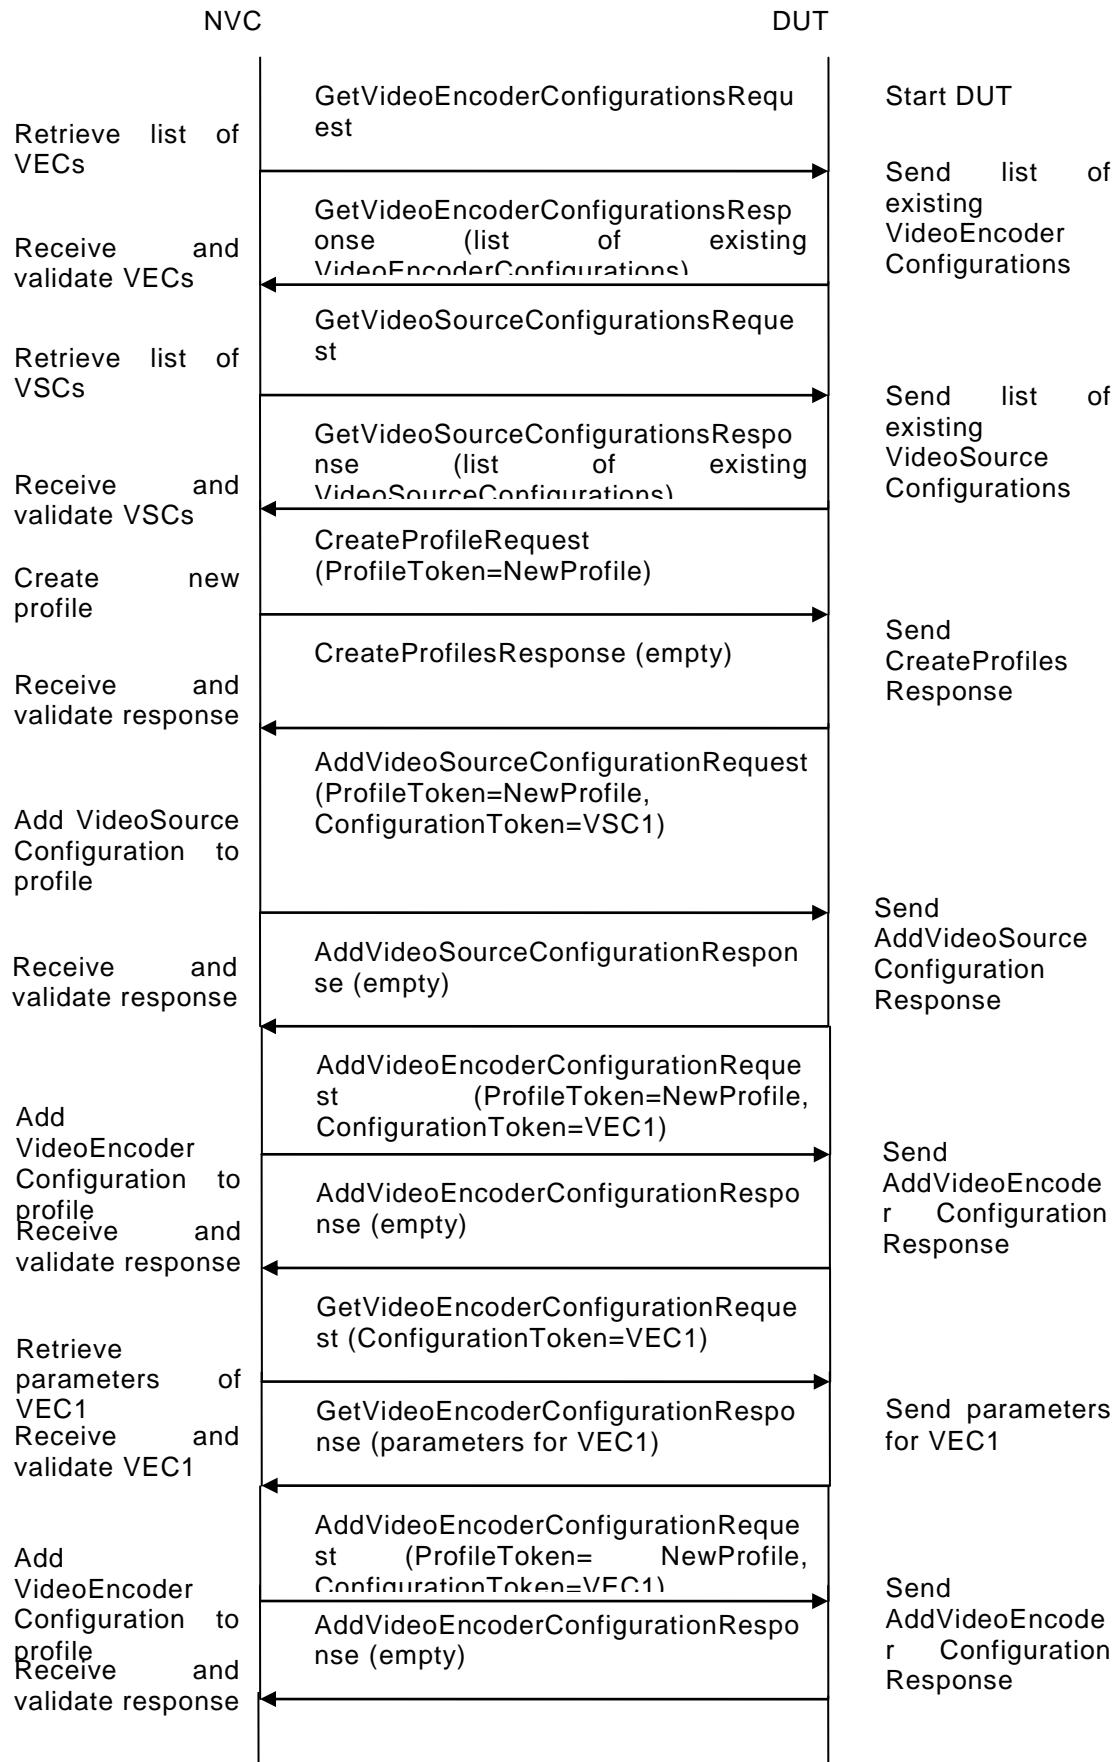 NVC
DUT
GetVideoEncoderConfigurationsRequ
est
Start DUT
Retrieve list of
VECs
Send list of
existing
VideoEncoder
Configurations
GetVideoEncoderConfigurationsResp
onse (list of existing
VideoEncoderConfigurations)
Receive and
validate VECs
GetVideoSourceConfigurationsReque
st
Retrieve list of
VSCs
Send list of
existing
VideoSource
Configurations
GetVideoSourceConfigurationsRespo
nse (list of existing
VideoSourceConfigurations)
Receive and
validate VSCs
CreateProfileRequest
(ProfileToken=NewProfile)
Create new
profile
Send
CreateProfiles
Response
CreateProfilesResponse (empty)
Receive and
validate response
AddVideoSourceConfigurationRequest
(ProfileToken=NewProfile,
ConfigurationToken=VSC1)
Add VideoSource
Configuration to
profile
Send
AddVideoSource
Configuration
Response
AddVideoSourceConfigurationRespon
se (empty)
Receive and
validate response
AddVideoEncoderConfigurationReque
st (ProfileToken=NewProfile,
ConfigurationToken=VEC1)
Add
VideoEncoder
Configuration to
profile
Send
AddVideoEncode
r Configuration
Response
AddVideoEncoderConfigurationRespo
nse (empty)
Receive and
validate response
GetVideoEncoderConfigurationReque
st (ConfigurationToken=VEC1)
Retrieve
parameters of
VEC1
Send parameters
for VEC1
GetVideoEncoderConfigurationRespo
nse (parameters for VEC1)
Receive and
validate VEC1
AddVideoEncoderConfigurationReque
st (ProfileToken= NewProfile,
ConfigurationToken=VEC1)
Add
VideoEncoder
Configuration to
profile
Send
AddVideoEncode
r Configuration
Response
AddVideoEncoderConfigurationRespo
nse (empty)
Receive and
validate response